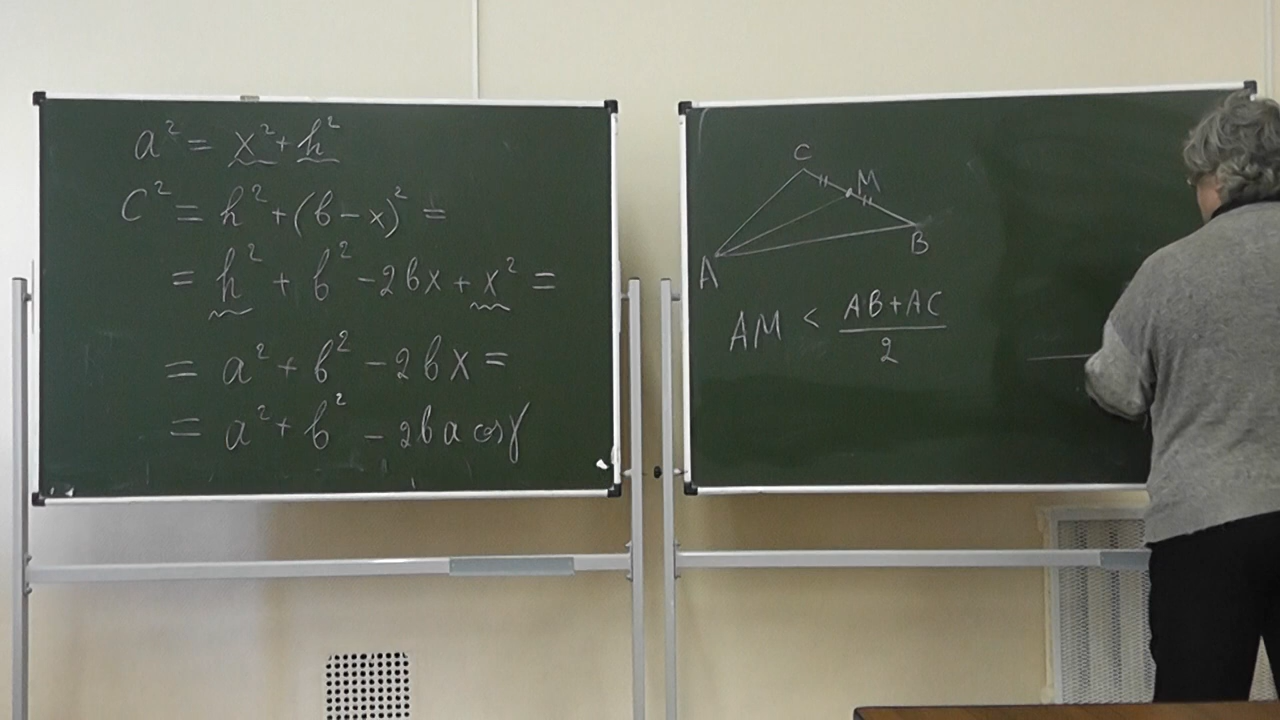 a² = x² + h²
c² = h² + (b - x)² =
= h² + b² - 2bx + x² =
= a² + b² - 2bx =
= a² + b² - 2ba cosγ
C
M
B
A
AM < (AB + AC)/2